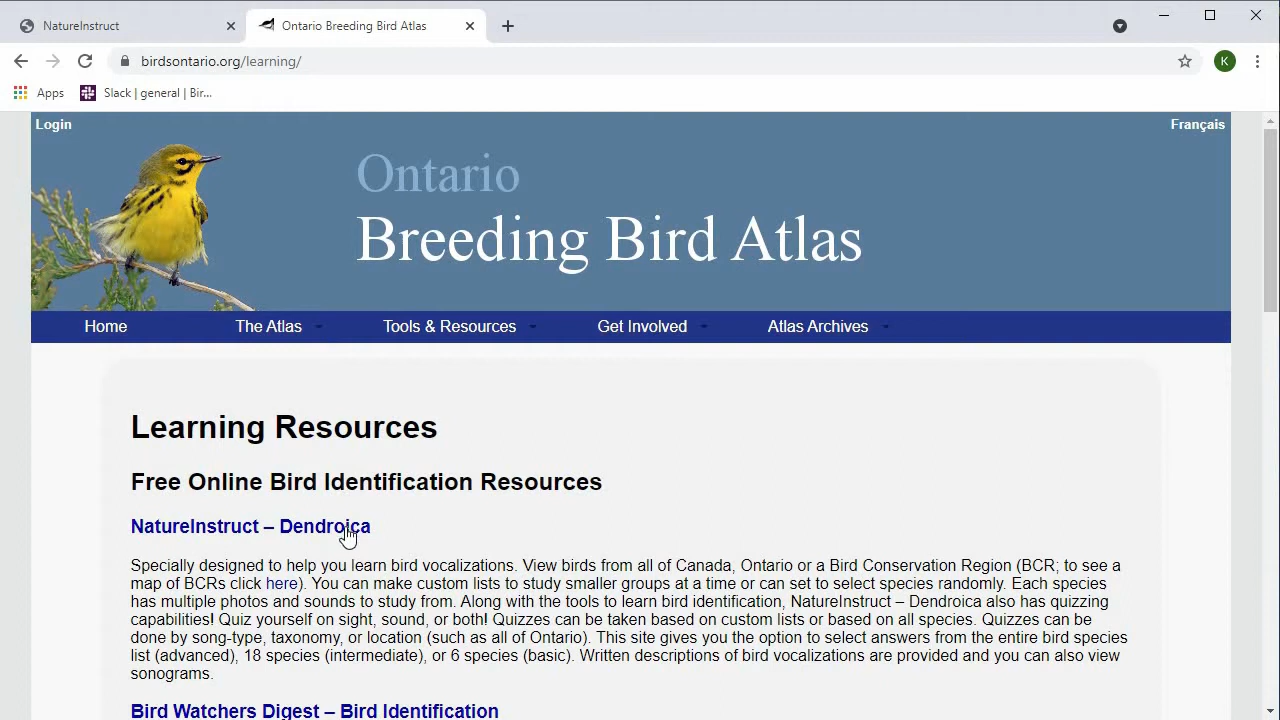 NatureInstruct
Ontario Breeding Bird Atlas
birdsontario.org/learning/
K
Apps
Slack | general | Bir...
Login
Français
Ontario
Breeding Bird Atlas
Home
The Atlas
Tools & Resources
Get Involved
Atlas Archives
Learning Resources
Free Online Bird Identification Resources
NatureInstruct – Dendroica
Specially designed to help you learn bird vocalizations. View birds from all of Canada, Ontario or a Bird Conservation Region (BCR; to see a
map of BCRs click here). You can make custom lists to study smaller groups at a time or can set to select species randomly. Each species
has multiple photos and sounds to study from. Along with the tools to learn bird identification, NatureInstruct – Dendroica also has quizzing
capabilities! Quiz yourself on sight, sound, or both! Quizzes can be taken based on custom lists or based on all species. Quizzes can be
done by song-type, taxonomy, or location (such as all of Ontario). This site gives you the option to select answers from the entire bird species
list (advanced), 18 species (intermediate), or 6 species (basic). Written descriptions of bird vocalizations are provided and you can also view
sonograms.
Bird Watchers Digest – Bird Identification